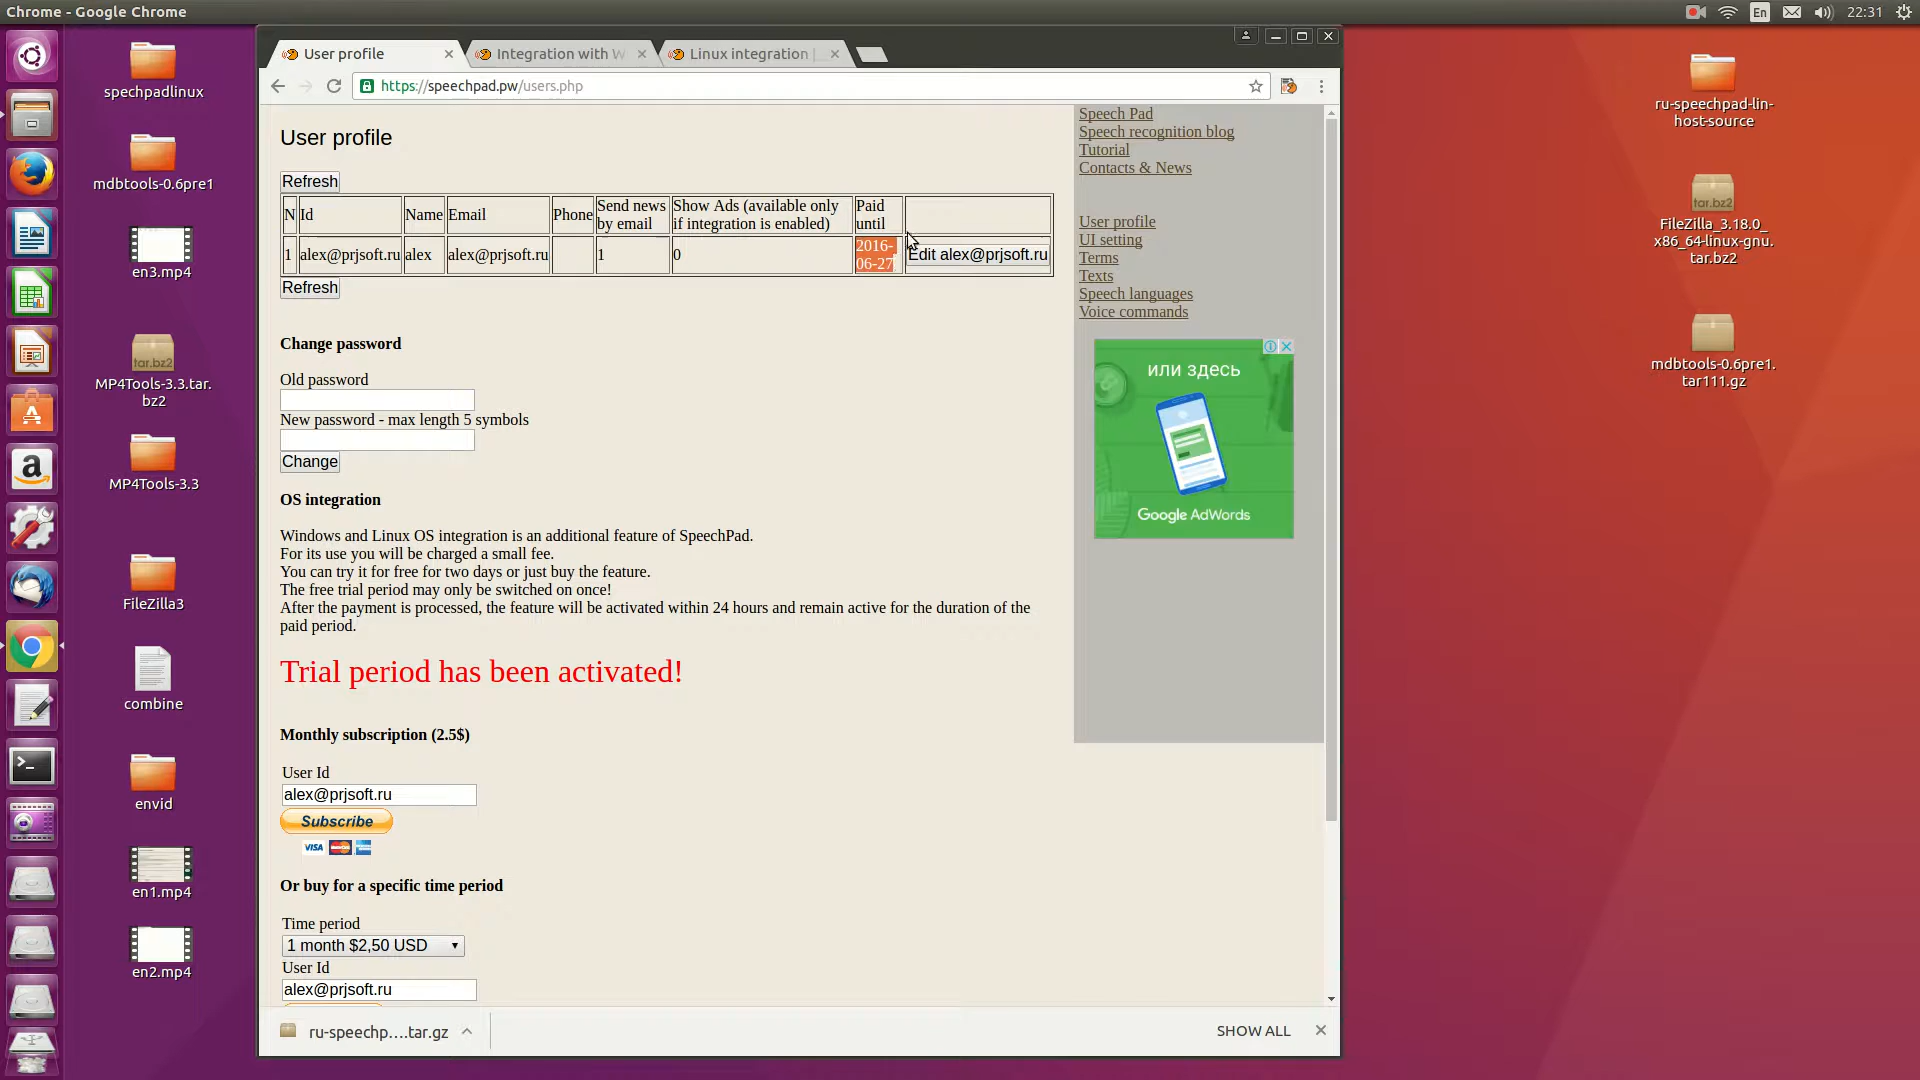 Chrome - Google Chrome
En
22:31
User profile
Integration with W
Linux integration |
https://speechpad.pw/users.php
spechpadlinux
mdbtools-0.6pre1
en3.mp4
tar.bz2
MP4Tools-3.3.tar.
bz2
MP4Tools-3.3
FileZilla3
combine
envid
en1.mp4
en2.mp4
User profile
Refresh
N Id Name Email Phone Send news by email Show Ads (available only if integration is enabled) Paid until
1 alex@prjsoft.ru alex alex@prjsoft.ru 1 0 2016-06-27 Edit alex@prjsoft.ru
Refresh
Change password
Old password
New password - max length 5 symbols
Change
OS integration
Windows and Linux OS integration is an additional feature of SpeechPad.
For its use you will be charged a small fee.
You can try it for free for two days or just buy the feature.
The free trial period may only be switched on once!
After the payment is processed, the feature will be activated within 24 hours and remain active for the duration of the
paid period.
Trial period has been activated!
Monthly subscription (2.5$)
User Id
alex@prjsoft.ru
Subscribe
VISA
Or buy for a specific time period
Time period
1 month $2,50 USD
User Id
alex@prjsoft.ru
Speech Pad
Speech recognition blog
Tutorial
Contacts & News
User profile
UI setting
Terms
Texts
Speech languages
Voice commands
или здесь
Google AdWords
ru-speechp....tar.gz
SHOW ALL
ru-speechpad-lin-
host-source
tar.bz2
FileZilla_3.18.0_
x86_64-linux-gnu.
tar.bz2
mdbtools-0.6pre1.
tar111.gz